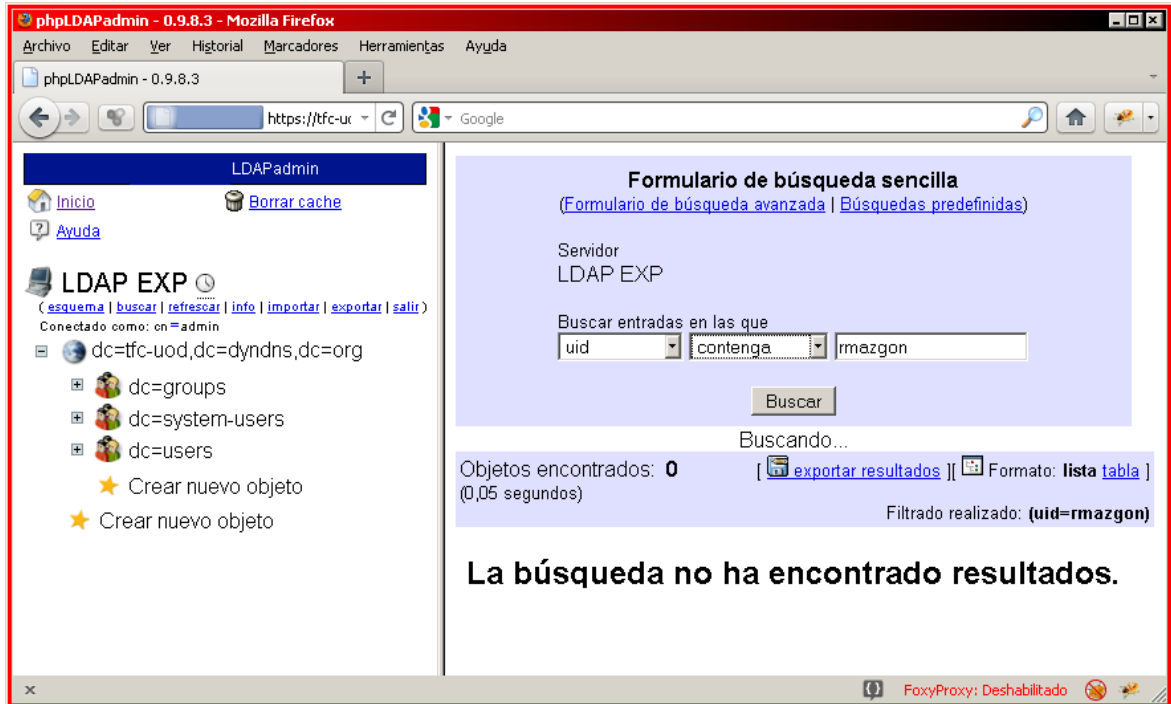 phpLDAPadmin - 0.9.8.3 - Mozilla Firefox
Archivo Editar Ver Historial Marcadores Herramientas Ayuda
phpLDAPadmin - 0.9.8.3
https://tfc-uo
Google
LDAPadmin
Inicio Borrar cache
Ayuda
LDAP EXP
( esquema | buscar | refrescar | info | importar | exportar | salir )
Conectado como: cn=admin
dc=tfc-uod,dc=dyndns,dc=org
dc=groups
dc=system-users
dc=users
Crear nuevo objeto
Crear nuevo objeto
Formulario de búsqueda sencilla
(Formulario de búsqueda avanzada | Búsquedas predefinidas)
Servidor
LDAP EXP
Buscar entradas en las que
uid contenga rmazgon
Buscar
Buscando...
Objetos encontrados: 0 [ exportar resultados ][ Formato: lista tabla ]
(0,05 segundos)
Filtrado realizado: (uid=rmazgon)
La búsqueda no ha encontrado resultados.
x FoxyProxy: Deshabilitado